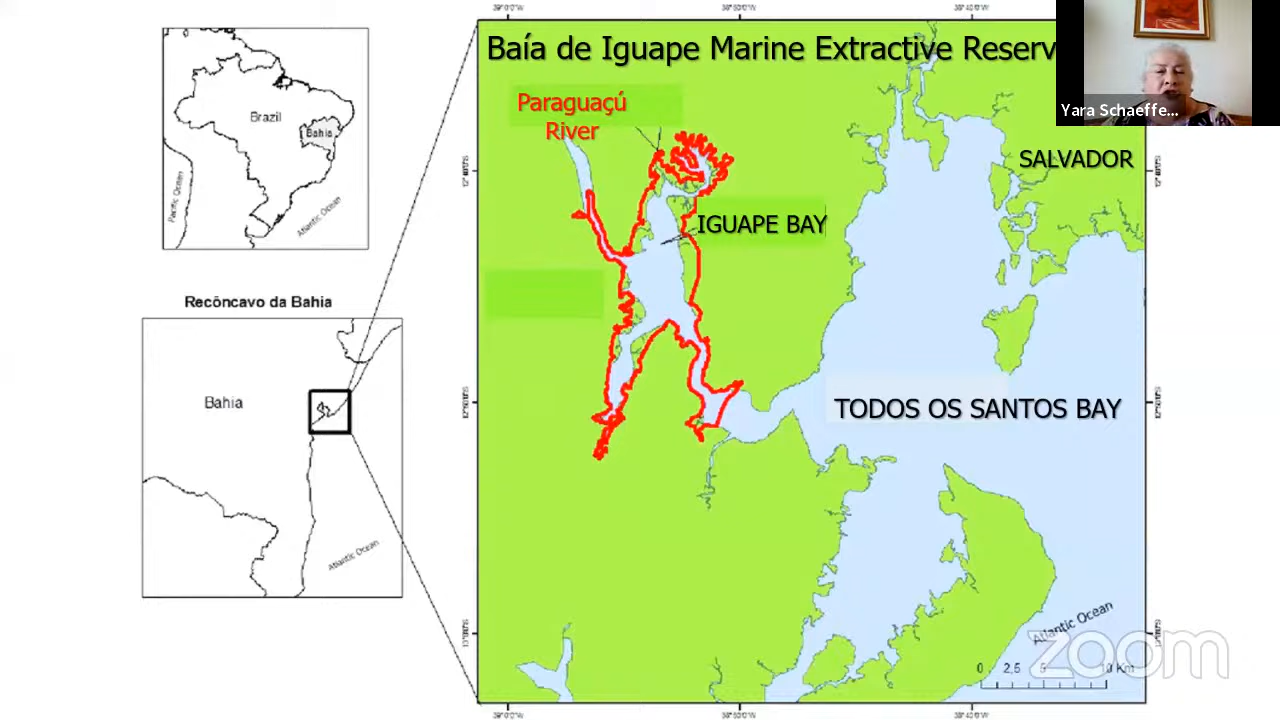 Baía de Iguape Marine Extractive Reserv
Paraguaçú
River
IGUAPE BAY
SALVADOR
TODOS OS SANTOS BAY
Atlantic Ocean
0 2,5 5 10 Km
Brazil
Bahia
Pacific Ocean
Atlantic Ocean
Recôncavo da Bahia
Bahia
Atlantic Ocean
Yara Schaeffe...
zoom